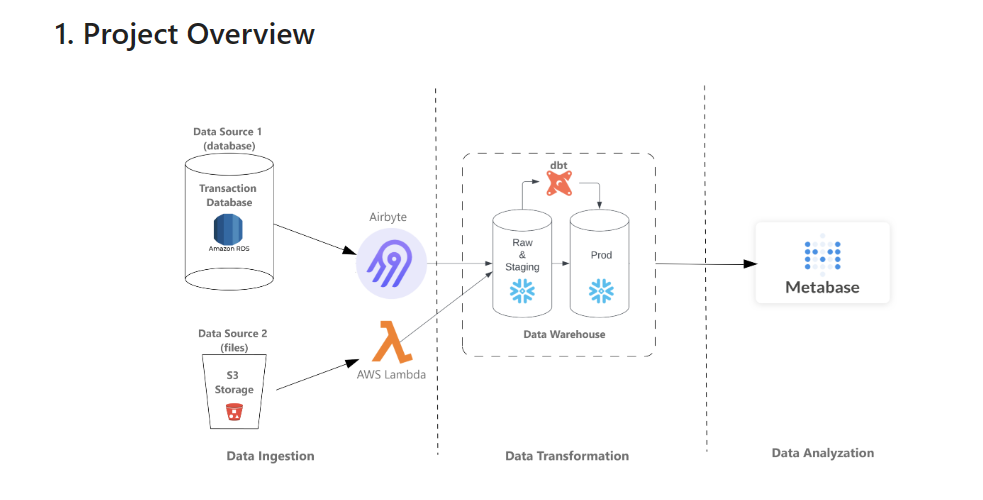 1. Project Overview
Data Source 1
(database)
Transaction
Database
Amazon RDS
Airbyte
dbt
Raw
&
Staging
Prod
Data Warehouse
Metabase
Data Source 2
(files)
S3
Storage
AWS Lambda
Data Ingestion
Data Transformation
Data Analyzation